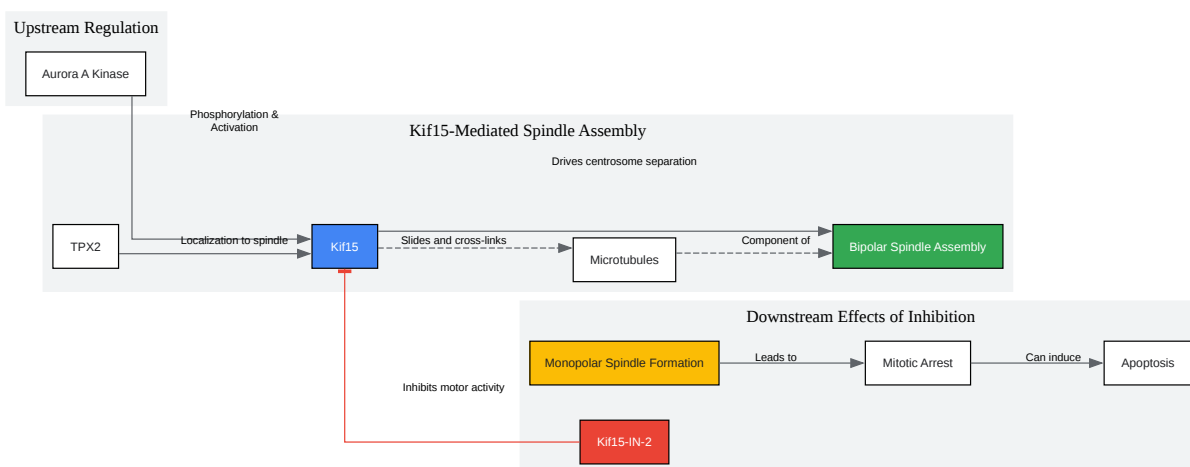 Upstream Regulation
Aurora A Kinase
Phosphorylation &
Activation
Kif15-Mediated Spindle Assembly
Drives centrosome separation
TPX2
Localization to spindle
Kif15
Slides and cross-links
Microtubules
Component of
Bipolar Spindle Assembly
Downstream Effects of Inhibition
Monopolar Spindle Formation
Leads to
Mitotic Arrest
Can induce
Apoptosis
Inhibits motor activity
Kif15-IN-2